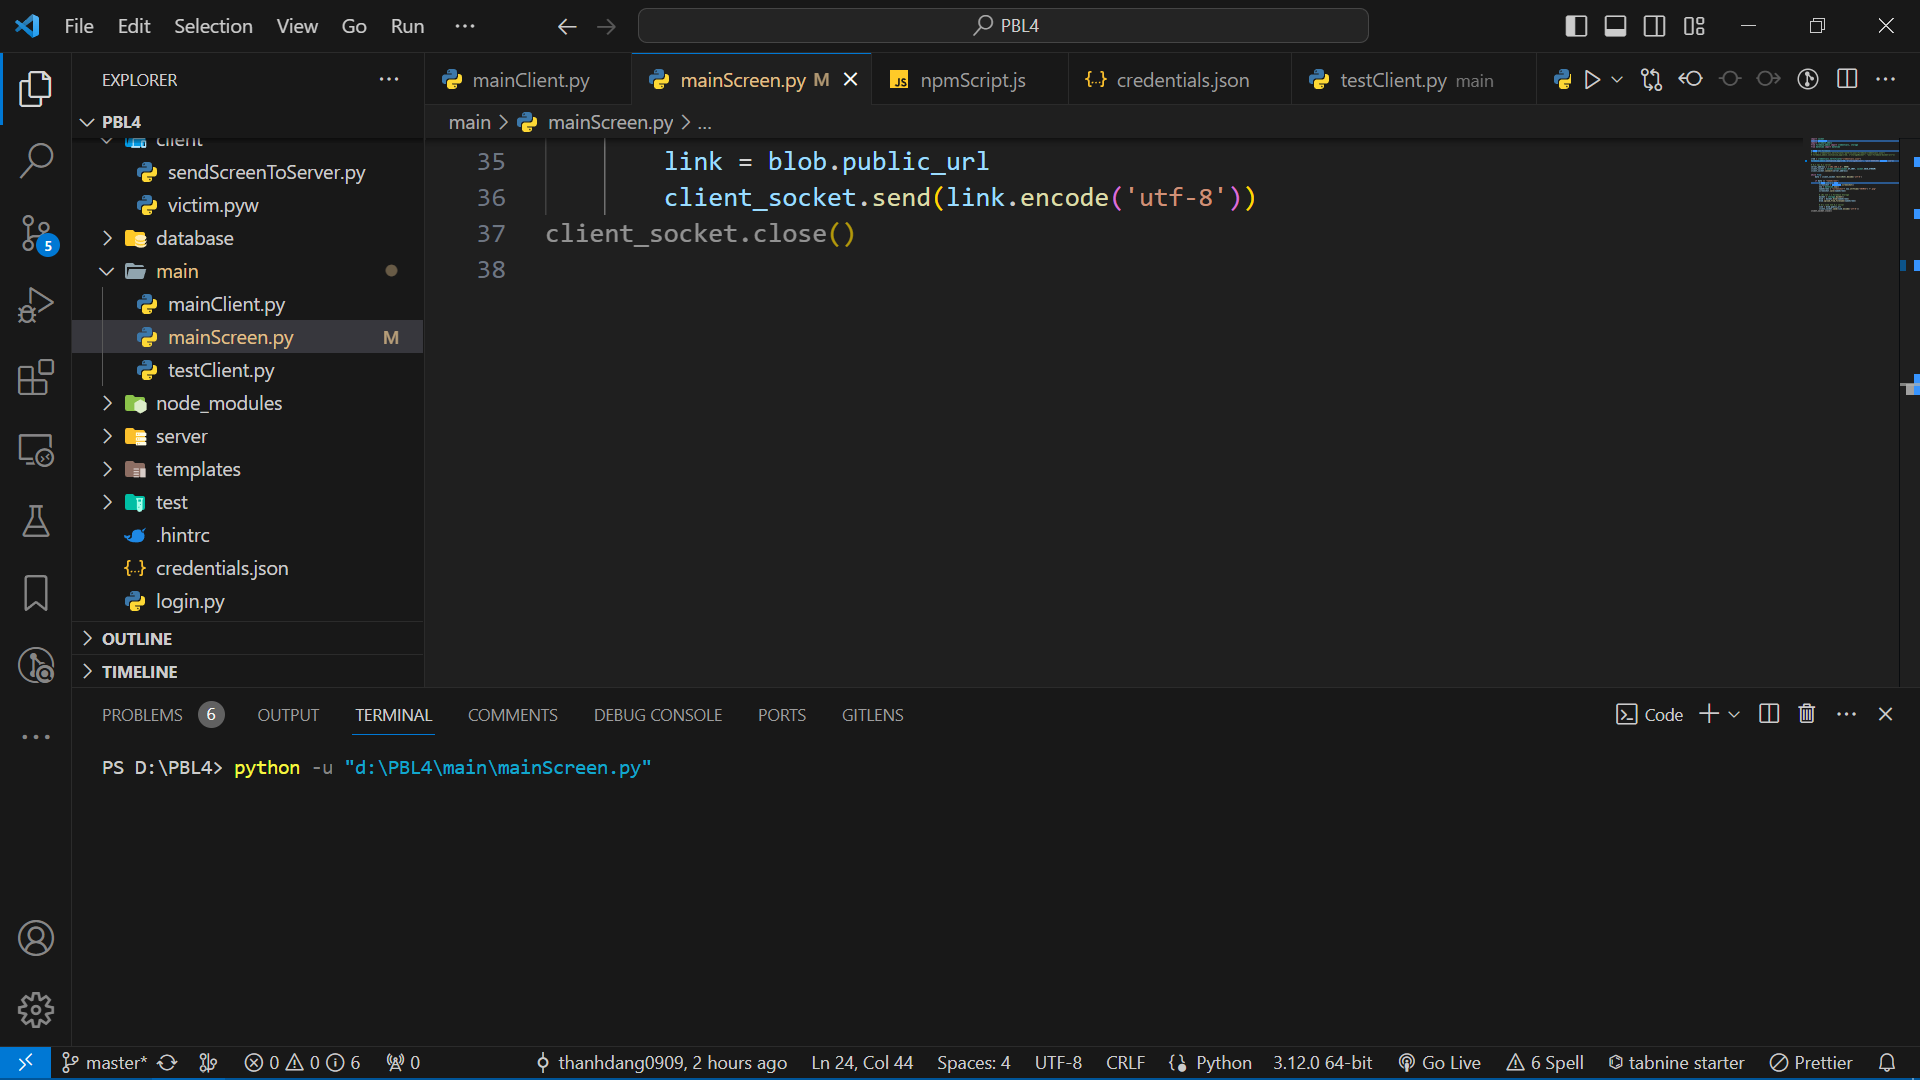 File Edit Selection View Go Run
PBL4
EXPLORER
mainClient.py
mainScreen.py M
npmScript.js
credentials.json
testClient.py main
PBL4
main > mainScreen.py > ...
client
sendScreenToServer.py
victim.pyw
database
main
mainClient.py
mainScreen.py M
testClient.py
node_modules
server
templates
test
.hintrc
credentials.json
login.py
OUTLINE
TIMELINE
35 link = blob.public_url
36 client_socket.send(link.encode('utf-8'))
37 client_socket.close()
38
5
PROBLEMS 6 OUTPUT TERMINAL COMMENTS DEBUG CONSOLE PORTS GITLENS
Code
PS D:\PBL4> python -u "d:\PBL4\main\mainScreen.py"
master* 0 0 6 0 thanhdang0909, 2 hours ago Ln 24, Col 44 Spaces: 4 UTF-8 CRLF Python 3.12.0 64-bit Go Live 6 Spell tabnine starter Prettier